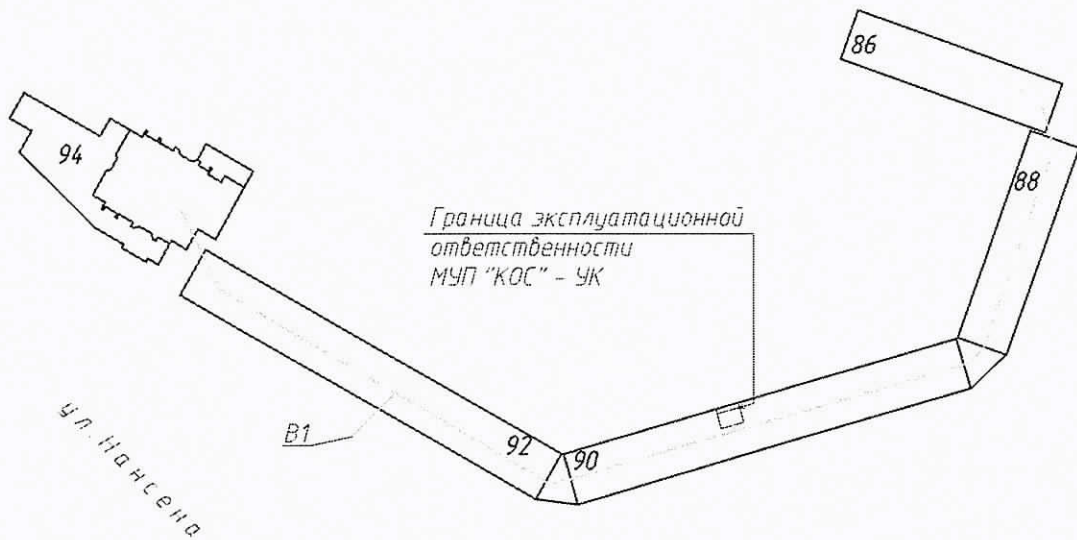 86
94
88
Граница эксплуатационной
ответственности
МУП "КОС" - УК
ул. Нансена
В1
92
90